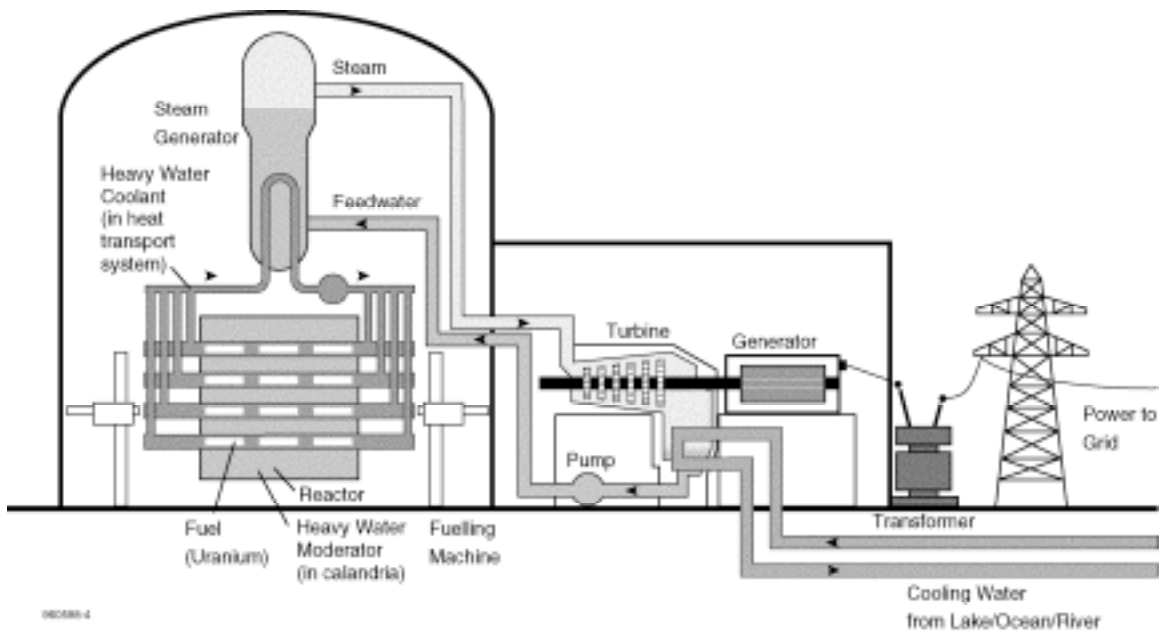 Steam
Steam
Generator
Heavy Water
Coolant
(in heat
transport
system)
Feedwater
Turbine
Generator
Power to
Grid
Pump
Reactor
Fuel
(Uranium)
Heavy Water
Moderator
(in calandria)
Fuelling
Machine
Transformer
Cooling Water
from Lake/Ocean/River